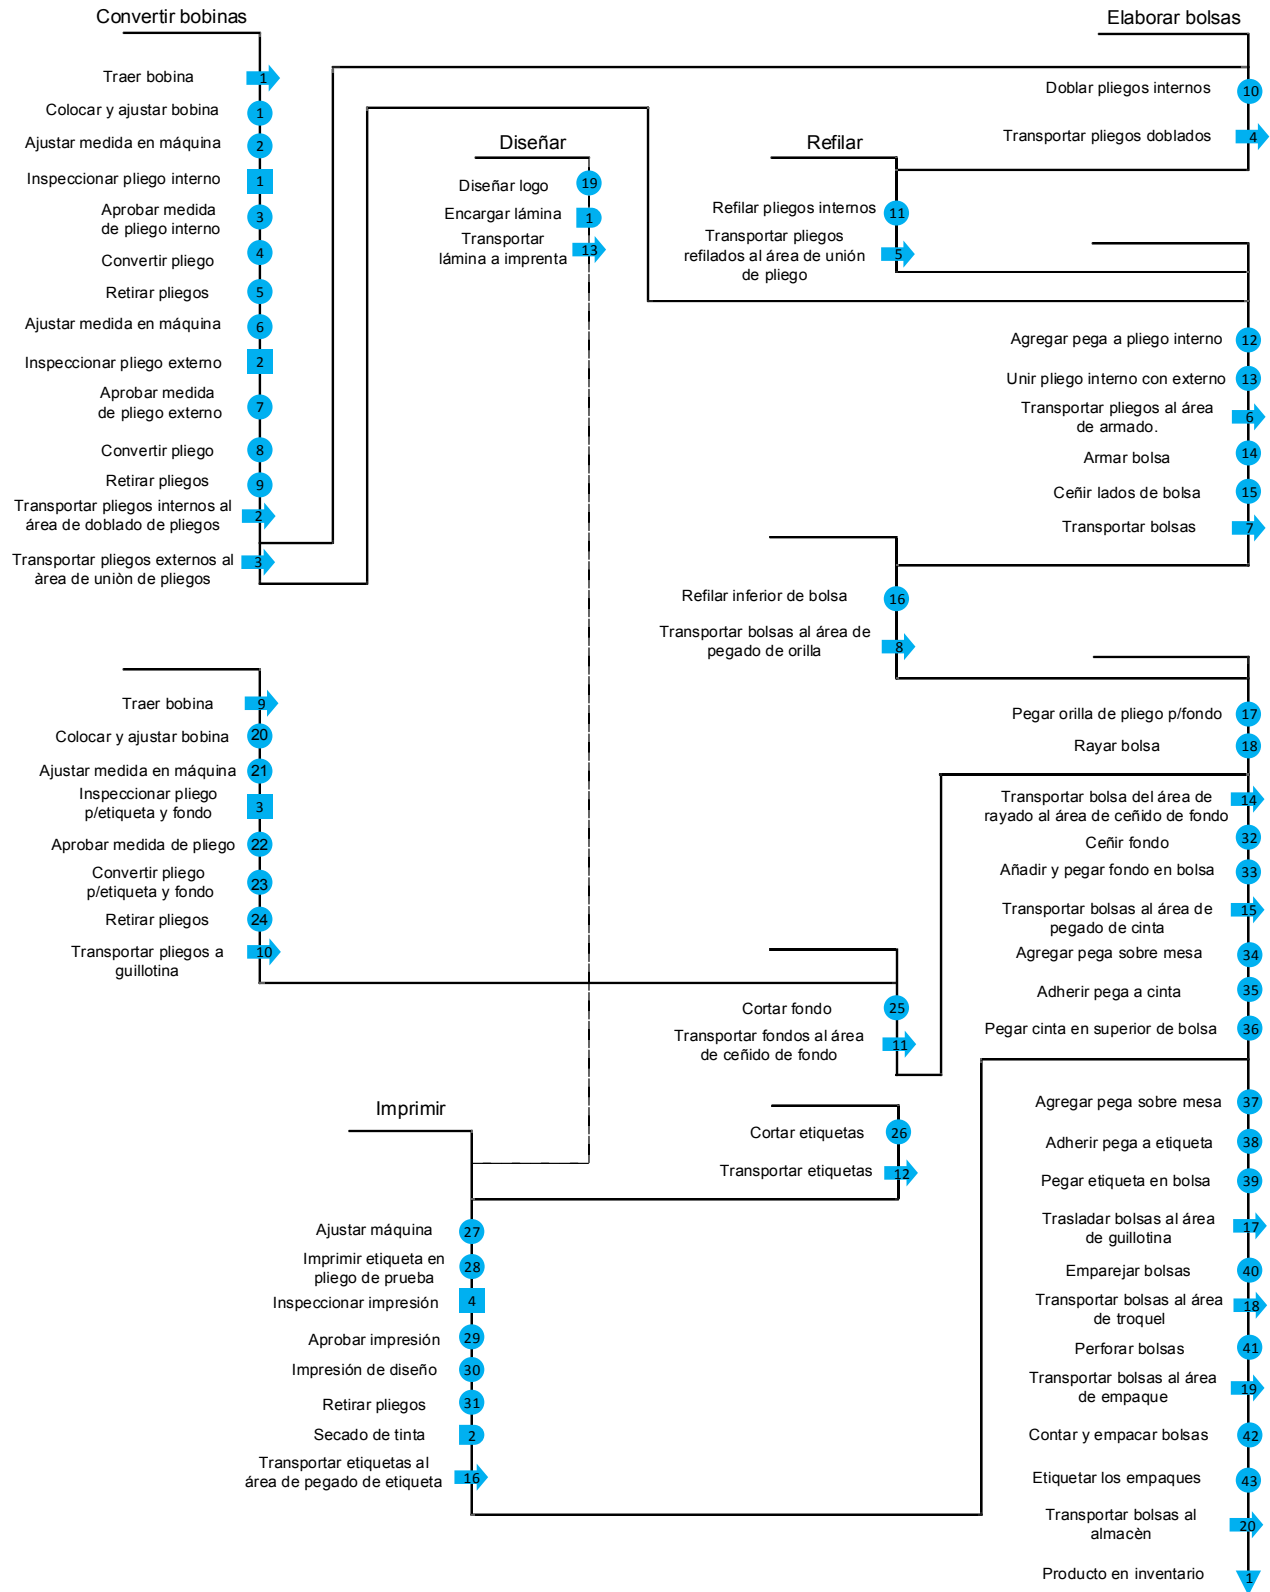 Convertir bobinas
1
Traer bobina
1
Colocar y ajustar bobina
2
Ajustar medida en máquina
1
Inspeccionar pliego interno
3
Aprobar medida
de pliego interno
4
Convertir pliego
5
Retirar pliegos
6
Ajustar medida en máquina
2
Inspeccionar pliego externo
7
Aprobar medida
de pliego externo
8
Convertir pliego
9
Retirar pliegos
2
Transportar pliegos internos al
área de doblado de pliegos
3
Transportar pliegos externos al
àrea de uniòn de pliegos
9
Traer bobina
20
Colocar y ajustar bobina
21
Ajustar medida en máquina
3
Inspeccionar pliego
p/etiqueta y fondo
22
Aprobar medida de pliego
23
Convertir pliego
p/etiqueta y fondo
24
Retirar pliegos
10
Transportar pliegos a
guillotina
Diseñar
19
Diseñar logo
1
Encargar lámina
13
Transportar
lámina a imprenta
Imprimir
27
Ajustar máquina
28
Imprimir etiqueta en
pliego de prueba
4
Inspeccionar impresión
29
Aprobar impresión
30
Impresión de diseño
31
Retirar pliegos
2
Secado de tinta
16
Transportar etiquetas al
área de pegado de etiqueta
Refilar
11
Refilar pliegos internos
5
Transportar pliegos
refilados al área de unión
de pliego
16
Refilar inferior de bolsa
8
Transportar bolsas al área de
pegado de orilla
25
Cortar fondo
11
Transportar fondos al área
de ceñido de fondo
26
Cortar etiquetas
12
Transportar etiquetas
Elaborar bolsas
10
Doblar pliegos internos
4
Transportar pliegos doblados
12
Agregar pega a pliego interno
13
Unir pliego interno con externo
6
Transportar pliegos al área
de armado.
14
Armar bolsa
15
Ceñir lados de bolsa
7
Transportar bolsas
17
Pegar orilla de pliego p/fondo
18
Rayar bolsa
14
Transportar bolsa del área de
rayado al área de ceñido de fondo
32
Ceñir fondo
33
Añadir y pegar fondo en bolsa
15
Transportar bolsas al área de
pegado de cinta
34
Agregar pega sobre mesa
35
Adherir pega a cinta
36
Pegar cinta en superior de bolsa
37
Agregar pega sobre mesa
38
Adherir pega a etiqueta
39
Pegar etiqueta en bolsa
17
Trasladar bolsas al área
de guillotina
40
Emparejar bolsas
18
Transportar bolsas al área
de troquel
41
Perforar bolsas
19
Transportar bolsas al área
de empaque
42
Contar y empacar bolsas
43
Etiquetar los empaques
20
Transportar bolsas al
almacèn
1
Producto en inventario